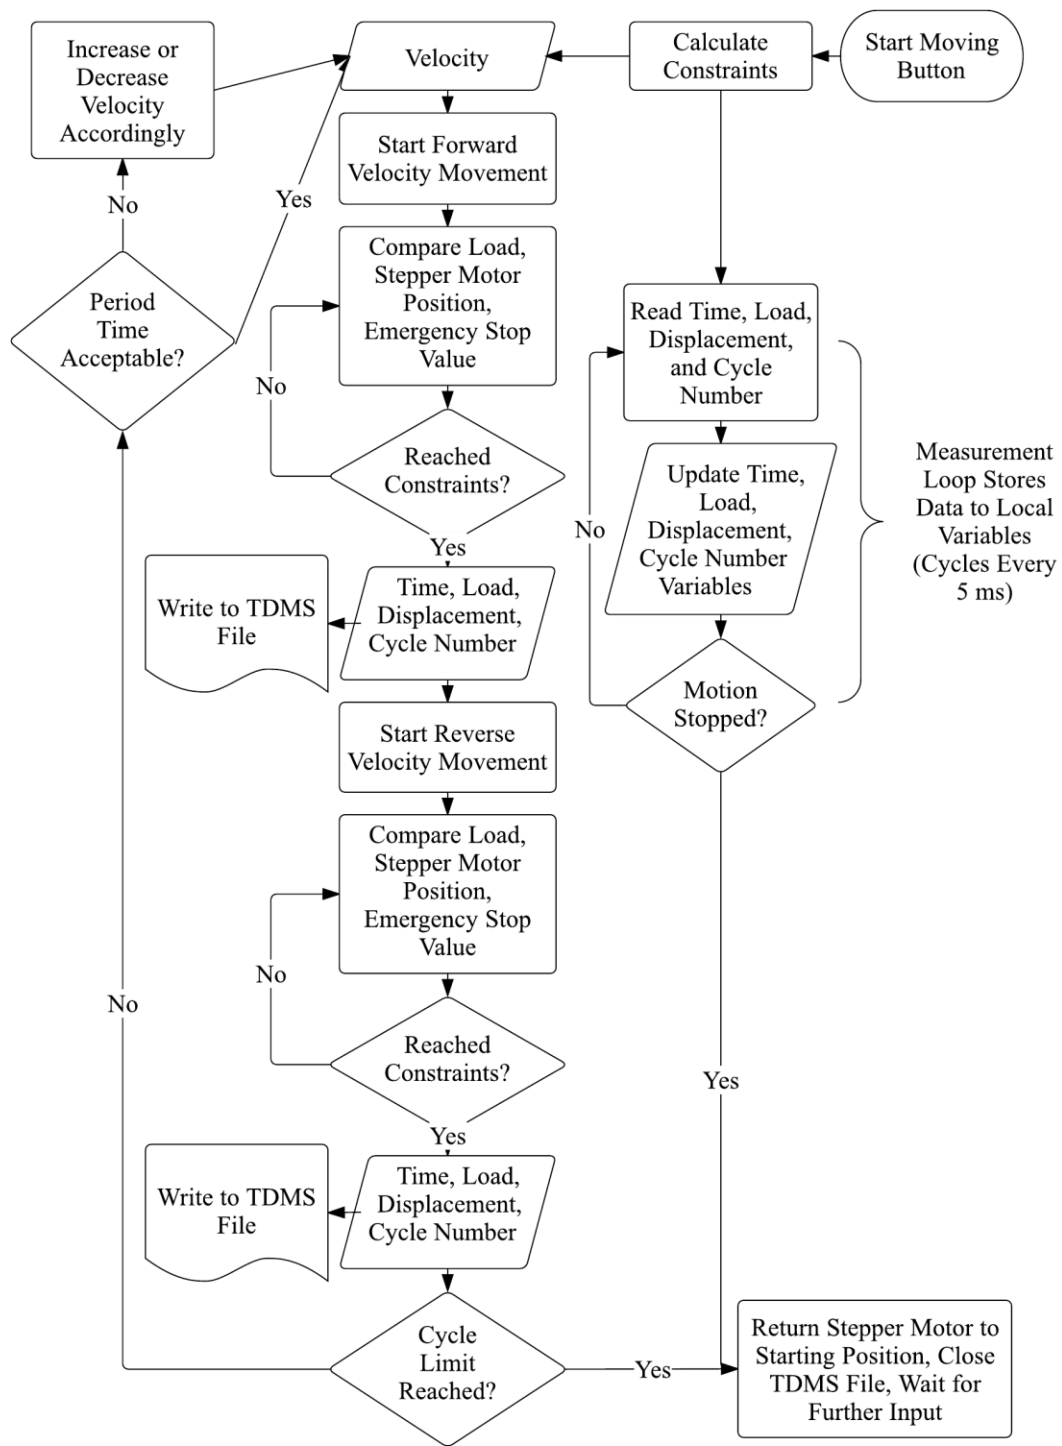 Increase or
Decrease
Velocity
Accordingly
Velocity
Calculate
Constraints
Start Moving
Button
Start Forward
Velocity Movement
No
Yes
Compare Load,
Stepper Motor
Position,
Emergency Stop
Value
Period
Time
Acceptable?
No
Reached
Constraints?
Yes
Read Time, Load,
Displacement,
and Cycle
Number
Update Time,
Load,
Displacement,
Cycle Number
Variables
No
Motion
Stopped?
Measurement
Loop Stores
Data to Local
Variables
(Cycles Every
5 ms)
Write to TDMS
File
Time, Load,
Displacement,
Cycle Number
Start Reverse
Velocity Movement
Compare Load,
Stepper Motor
Position,
Emergency Stop
Value
No
No
Reached
Constraints?
Yes
Yes
Write to TDMS
File
Time, Load,
Displacement,
Cycle Number
Cycle
Limit
Reached?
Yes
Return Stepper Motor to
Starting Position, Close
TDMS File, Wait for
Further Input